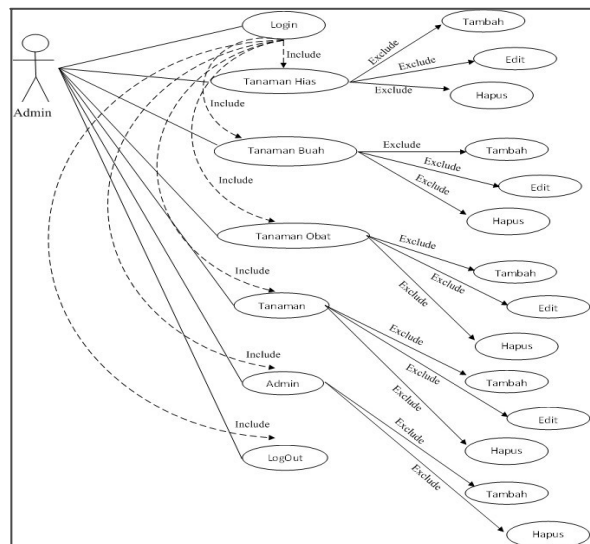 Login
Tambah
Include
Exclude
Exclude
Edit
Admin
Tanaman Hias
Exclude
Hapus
Include
Tanaman Buah
Exclude
Tambah
Exclude
Edit
Include
Exclude
Hapus
Tanaman Obat
Exclude
Tambah
Exclude
Edit
Include
Exclude
Hapus
Tanaman
Exclude
Tambah
Exclude
Edit
Include
Exclude
Hapus
Admin
Exclude
Tambah
Include
Exclude
Hapus
LogOut